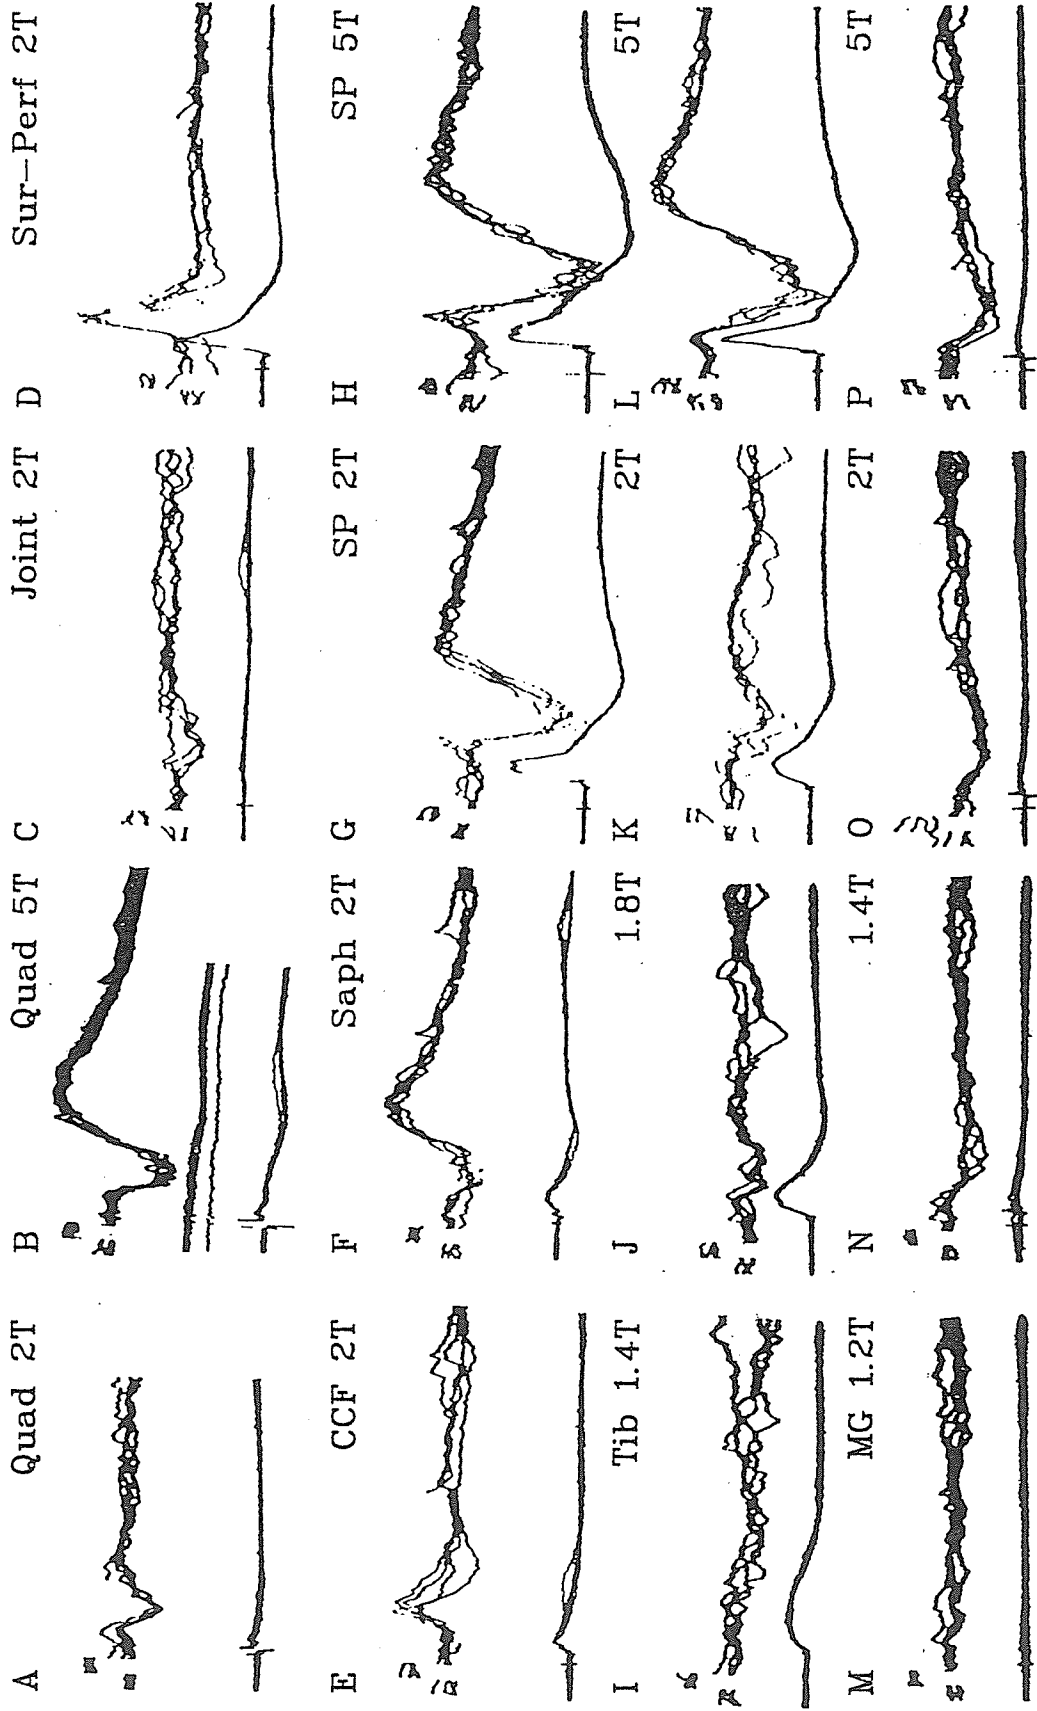 A Quad 2T
B Quad 5T
C Joint 2T
D Sur-Perf 2T
E CCF 2T
F Saph 2T
G SP 2T
H SP 5T
I Tib 1.4T
J 1.8T
K 2T
L 5T
M MG 1.2T
N 1.4T
O 2T
P 5T